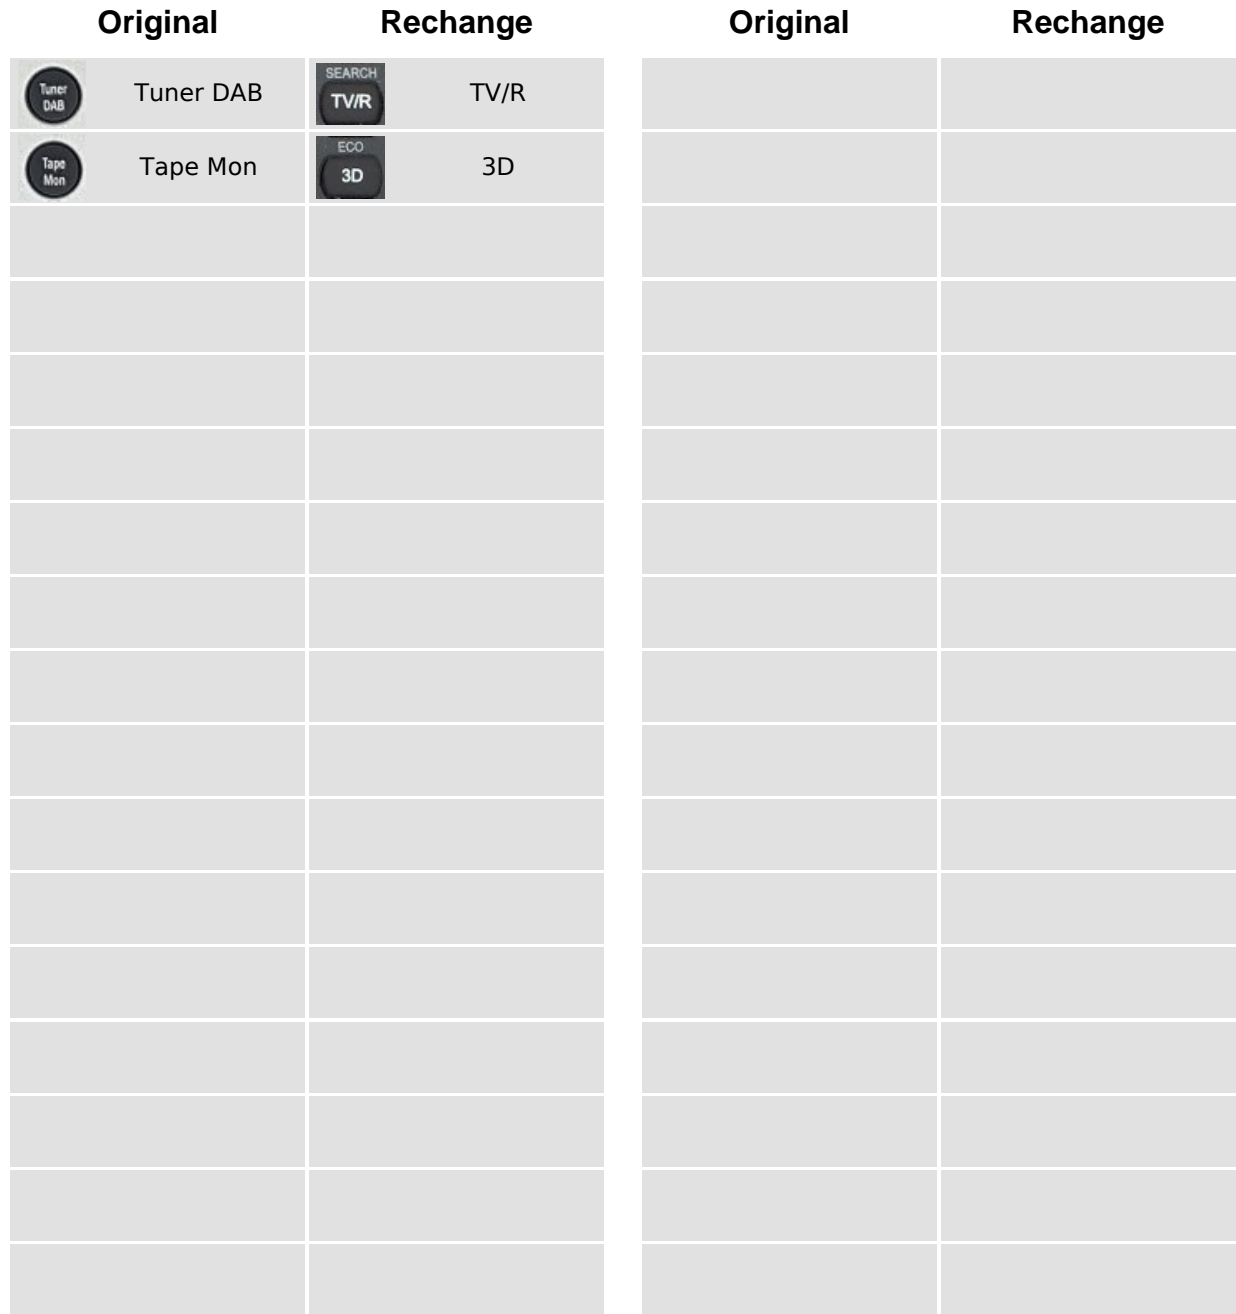 Original Rechange Original Rechange
Tuner
DAB
Tuner DAB
SEARCH
TV/R
TV/R
Tape
Mon
Tape Mon
ECO
3D
3D